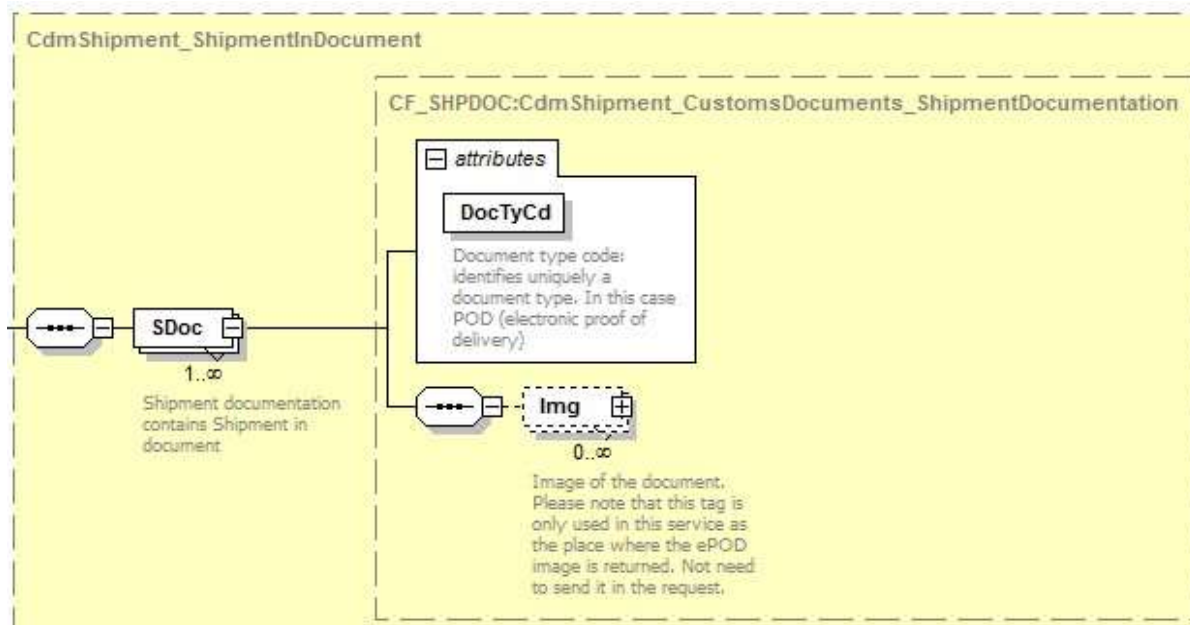 CdmShipment_ShipmentInDocument
CF_SHPDOC:CdmShipment_CustomsDocuments_ShipmentDocumentation
attributes
DocTyCd
Document type code:
identifies uniquely a
document type. In this case
POD (electronic proof of
delivery)
SDoc
1..∞
Shipment documentation
contains Shipment in
document
Img
0..∞
Image of the document.
Please note that this tag is
only used in this service as
the place where the ePOD
image is returned. Not need
to send it in the request.